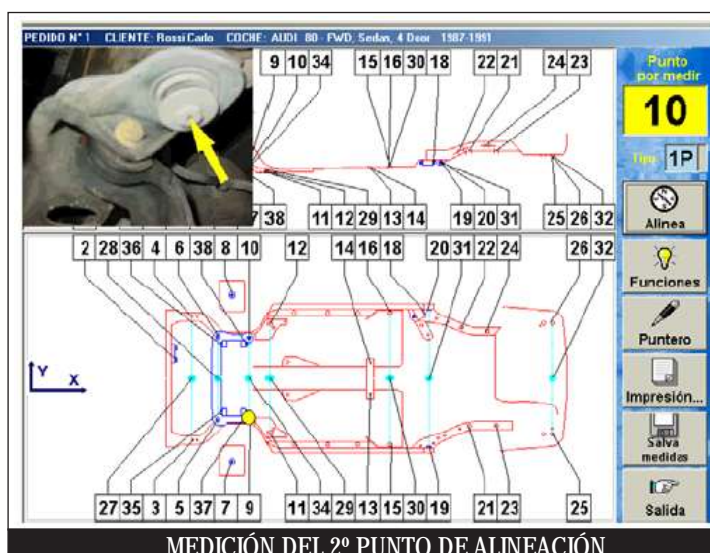 PEDIDO N° 1 CLIENTE: Rossi Carlo COCHE: AUDI 80 - FWD, Sedan, 4 Door 1987-1991
9 10 34 15 16 30 18 22 21 24 23
38 11 12 29 13 14 19 20 31 25 26 32
2 28 36 4 6 38 8 10 12 14 16 18 20 31 22 24 26 32
Y X
27 35 3 5 37 7 9 11 34 29 13 15 30 19 21 23 25
Punto
por medir
10
Tipo 1P
Alinea
Funciones
Puntero
Impresión...
Salva
medidas
Salida
MEDICIÓN DEL 2º PUNTO DE ALINEACIÓN